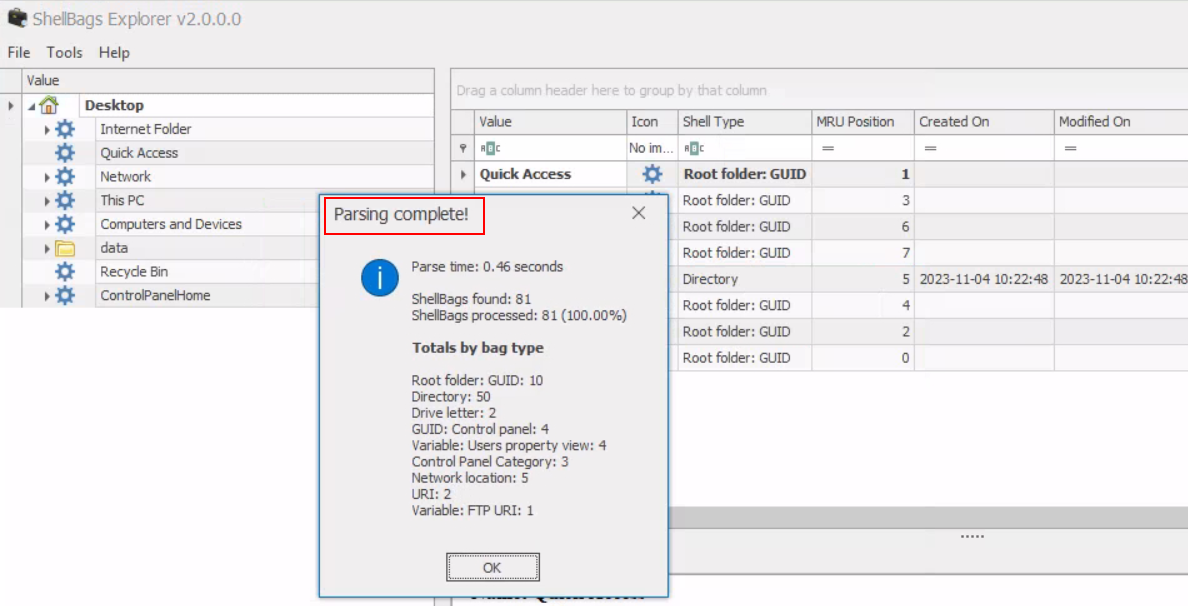 ShellBags Explorer v2.0.0.0
File Tools Help
Value
Desktop
Internet Folder
Quick Access
Network
This PC
Computers and Devices
data
Recycle Bin
ControlPanelHome
Drag a column header here to group by that column
Value Icon Shell Type MRU Position Created On Modified On
ABC No im... ABC = = =
Quick Access Root folder: GUID 1
Root folder: GUID 3
Root folder: GUID 6
Root folder: GUID 7
Directory 5 2023-11-04 10:22:48 2023-11-04 10:22:48
Root folder: GUID 4
Root folder: GUID 2
Root folder: GUID 0
Parsing complete!
Parse time: 0.46 seconds
ShellBags found: 81
ShellBags processed: 81 (100.00%)
Totals by bag type
Root folder: GUID: 10
Directory: 50
Drive letter: 2
GUID: Control panel: 4
Variable: Users property view: 4
Control Panel Category: 3
Network location: 5
URI: 2
Variable: FTP URI: 1
OK